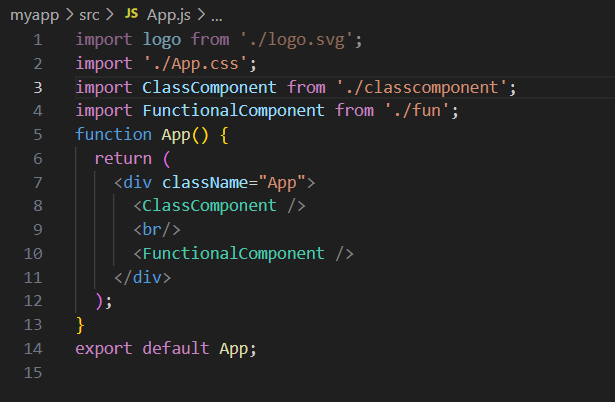 myapp > src > JS App.js > ...
1 import logo from './logo.svg';
2 import './App.css';
3 import ClassComponent from './classcomponent';
4 import FunctionalComponent from './fun';
5 function App() {
6   return (
7     <div className="App">
8       <ClassComponent />
9       <br/>
10       <FunctionalComponent />
11     </div>
12   );
13 }
14 export default App;
15